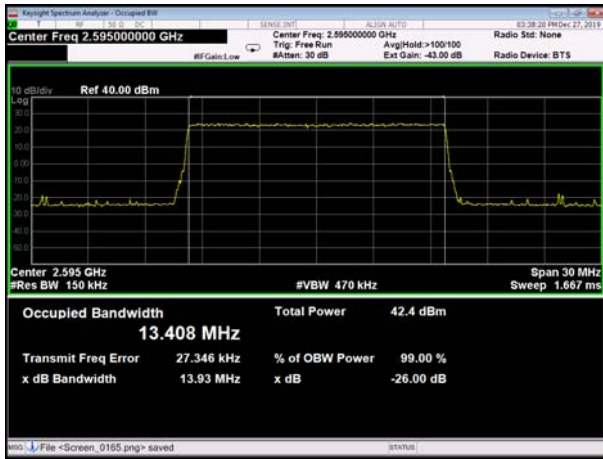 Keysight Spectrum Analyzer - Occupied BW
T RF 50 Ω DC SENSE:INT ALIGN AUTO 03:38:20 PM Dec 27, 2019
Center Freq 2.595000000 GHz Center Freq: 2.595000000 GHz Radio Std: None
Trig: Free Run Avg|Hold:>100/100
#IFGain:Low #Atten: 30 dB Ext Gain: -43.00 dB Radio Device: BTS
10 dB/div Ref 40.00 dBm
Log
30.0
20.0
10.0
0.00
10.0
20.0
30.0
40.0
50.0
Center 2.595 GHz Span 30 MHz
#Res BW 150 kHz #VBW 470 kHz Sweep 1.667 ms
Occupied Bandwidth Total Power 42.4 dBm
13.408 MHz
Transmit Freq Error 27.346 kHz % of OBW Power 99.00 %
x dB Bandwidth 13.93 MHz x dB -26.00 dB
MSG File <Screen_0165.png> saved STATUS